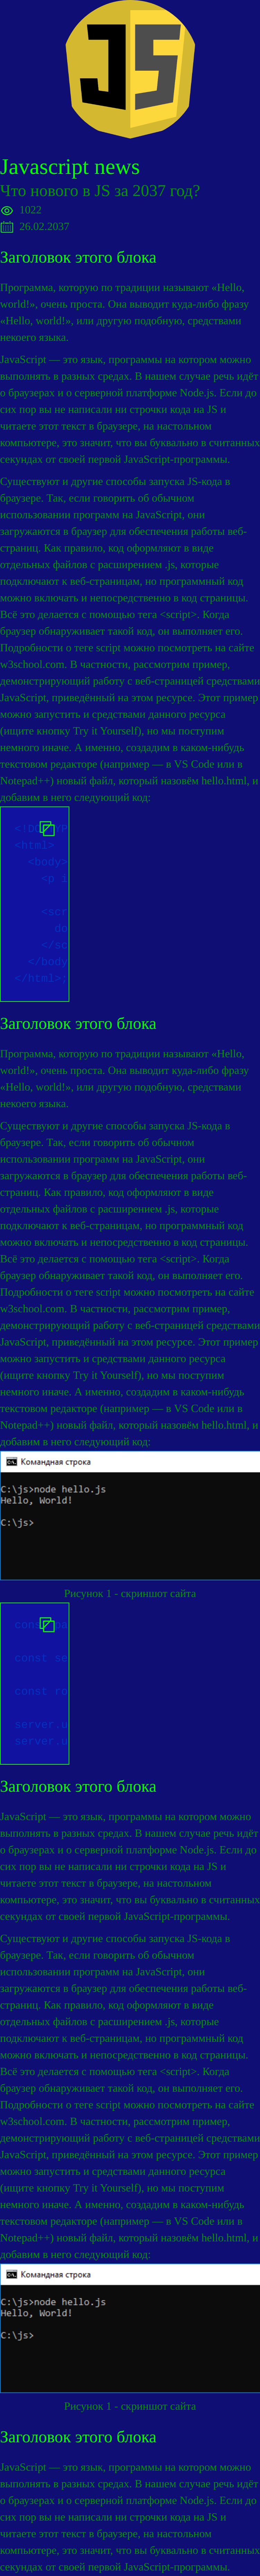 JS
Javascript news
Что нового в JS за 2037 год?
1022
26.02.2037
Заголовок этого блока
Программа, которую по традиции называют «Hello,
world!», очень проста. Она выводит куда-либо фразу
«Hello, world!», или другую подобную, средствами
некоего языка.
JavaScript — это язык, программы на котором можно
выполнять в разных средах. В нашем случае речь идёт
о браузерах и о серверной платформе Node.js. Если до
сих пор вы не написали ни строчки кода на JS и
читаете этот текст в браузере, на настольном
компьютере, это значит, что вы буквально в считанных
секундах от своей первой JavaScript-программы.
Существуют и другие способы запуска JS-кода в
браузере. Так, если говорить об обычном
использовании программ на JavaScript, они
загружаются в браузер для обеспечения работы веб-
страниц. Как правило, код оформляют в виде
отдельных файлов с расширением .js, которые
подключают к веб-страницам, но программный код
можно включать и непосредственно в код страницы.
Всё это делается с помощью тега <script>. Когда
браузер обнаруживает такой код, он выполняет его.
Подробности о теге script можно посмотреть на сайте
w3school.com. В частности, рассмотрим пример,
демонстрирующий работу с веб-страницей средствами
JavaScript, приведённый на этом ресурсе. Этот пример
можно запустить и средствами данного ресурса
(ищите кнопку Try it Yourself), но мы поступим
немного иначе. А именно, создадим в каком-нибудь
текстовом редакторе (например — в VS Code или в
Notepad++) новый файл, который назовём hello.html, и
добавим в него следующий код:
<html>
<body>
<p i
<scr
do
</sc
</body
</html>;
Заголовок этого блока
Программа, которую по традиции называют «Hello,
world!», очень проста. Она выводит куда-либо фразу
«Hello, world!», или другую подобную, средствами
некоего языка.
Существуют и другие способы запуска JS-кода в
браузере. Так, если говорить об обычном
использовании программ на JavaScript, они
загружаются в браузер для обеспечения работы веб-
страниц. Как правило, код оформляют в виде
отдельных файлов с расширением .js, которые
подключают к веб-страницам, но программный код
можно включать и непосредственно в код страницы.
Всё это делается с помощью тега <script>. Когда
браузер обнаруживает такой код, он выполняет его.
Подробности о теге script можно посмотреть на сайте
w3school.com. В частности, рассмотрим пример,
демонстрирующий работу с веб-страницей средствами
JavaScript, приведённый на этом ресурсе. Этот пример
можно запустить и средствами данного ресурса
(ищите кнопку Try it Yourself), но мы поступим
немного иначе. А именно, создадим в каком-нибудь
текстовом редакторе (например — в VS Code или в
Notepad++) новый файл, который назовём hello.html, и
добавим в него следующий код:
Командная строка
C:\js>node hello.js
Hello, World!
C:\js>
Рисунок 1 - скриншот сайта
const se
const ro
server.u
server.u
Заголовок этого блока
JavaScript — это язык, программы на котором можно
выполнять в разных средах. В нашем случае речь идёт
о браузерах и о серверной платформе Node.js. Если до
сих пор вы не написали ни строчки кода на JS и
читаете этот текст в браузере, на настольном
компьютере, это значит, что вы буквально в считанных
секундах от своей первой JavaScript-программы.
Существуют и другие способы запуска JS-кода в
браузере. Так, если говорить об обычном
использовании программ на JavaScript, они
загружаются в браузер для обеспечения работы веб-
страниц. Как правило, код оформляют в виде
отдельных файлов с расширением .js, которые
подключают к веб-страницам, но программный код
можно включать и непосредственно в код страницы.
Всё это делается с помощью тега <script>. Когда
браузер обнаруживает такой код, он выполняет его.
Подробности о теге script можно посмотреть на сайте
w3school.com. В частности, рассмотрим пример,
демонстрирующий работу с веб-страницей средствами
JavaScript, приведённый на этом ресурсе. Этот пример
можно запустить и средствами данного ресурса
(ищите кнопку Try it Yourself), но мы поступим
немного иначе. А именно, создадим в каком-нибудь
текстовом редакторе (например — в VS Code или в
Notepad++) новый файл, который назовём hello.html, и
добавим в него следующий код:
Командная строка
C:\js>node hello.js
Hello, World!
C:\js>
Рисунок 1 - скриншот сайта
Заголовок этого блока
JavaScript — это язык, программы на котором можно
выполнять в разных средах. В нашем случае речь идёт
о браузерах и о серверной платформе Node.js. Если до
сих пор вы не написали ни строчки кода на JS и
читаете этот текст в браузере, на настольном
компьютере, это значит, что вы буквально в считанных
секундах от своей первой JavaScript-программы.